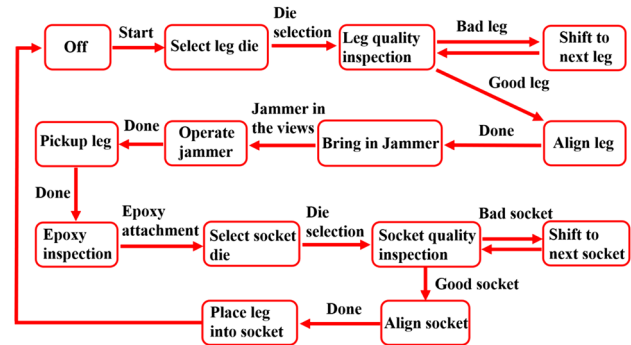 Off
Start
Select leg die
Die
selection
Leg quality
inspection
Bad leg
Shift to
next leg
Good leg
Pickup leg
Done
Operate
jammer
Jammer in
the views
Bring in Jammer
Done
Align leg
Done
Epoxy
inspection
Epoxy
attachment
Select socket
die
Die
selection
Socket quality
inspection
Bad socket
Shift to
next socket
Good socket
Place leg
into socket
Done
Align socket